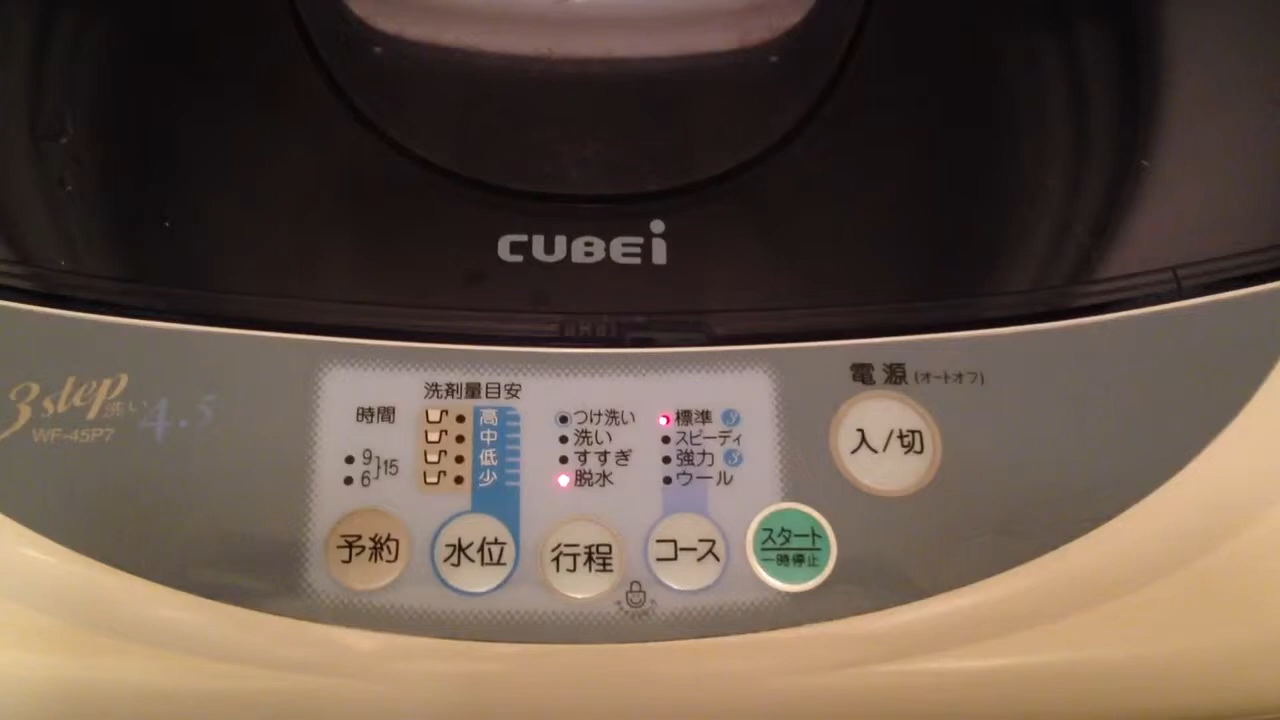 CUBEi
3step洗い 4.5
WF-45P7
時間
9
6
}15
洗剤量目安
高
中
低
少
つけ洗い
洗い
すすぎ
脱水
標準
スピーディ
強力
ウール
電源(オートオフ)
入/切
予約
水位
行程
コース
スタート
一時停止